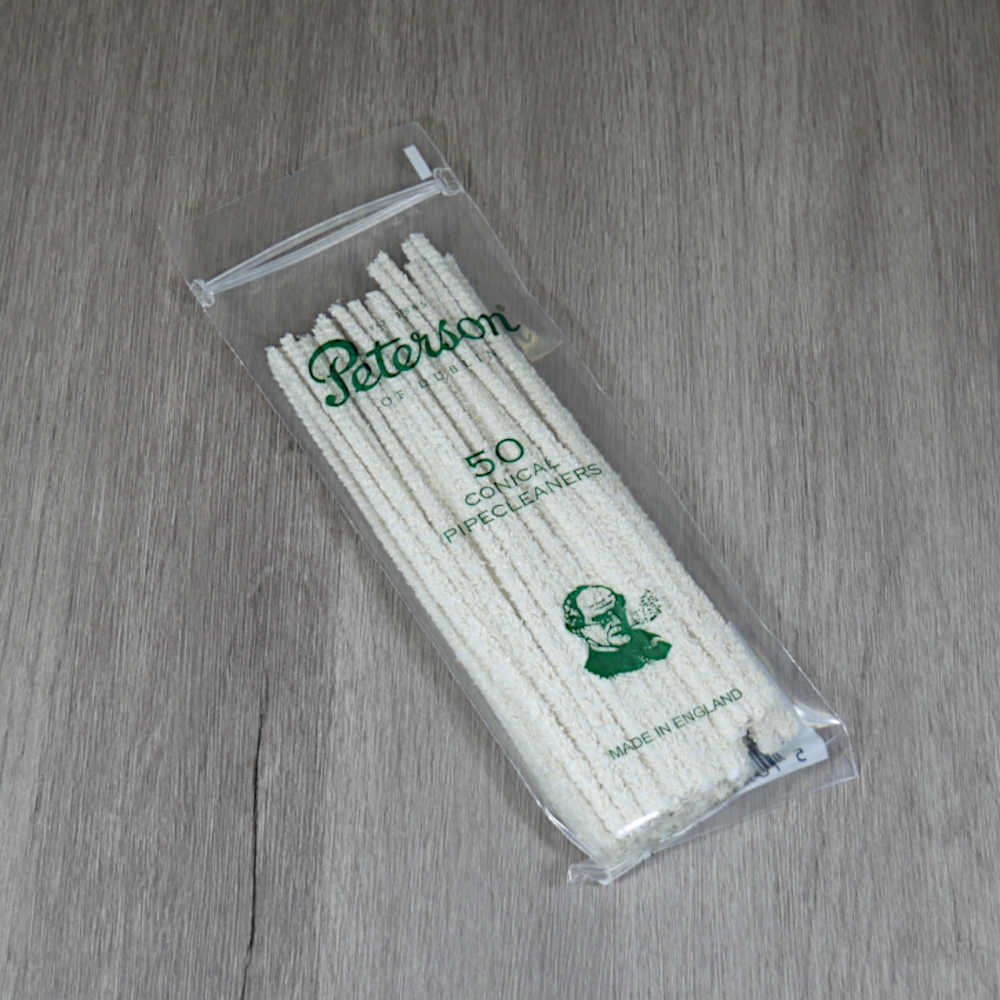 Peterson
OF DUBLIN
50
CONICAL
PIPECLEANERS
MADE IN ENGLAND